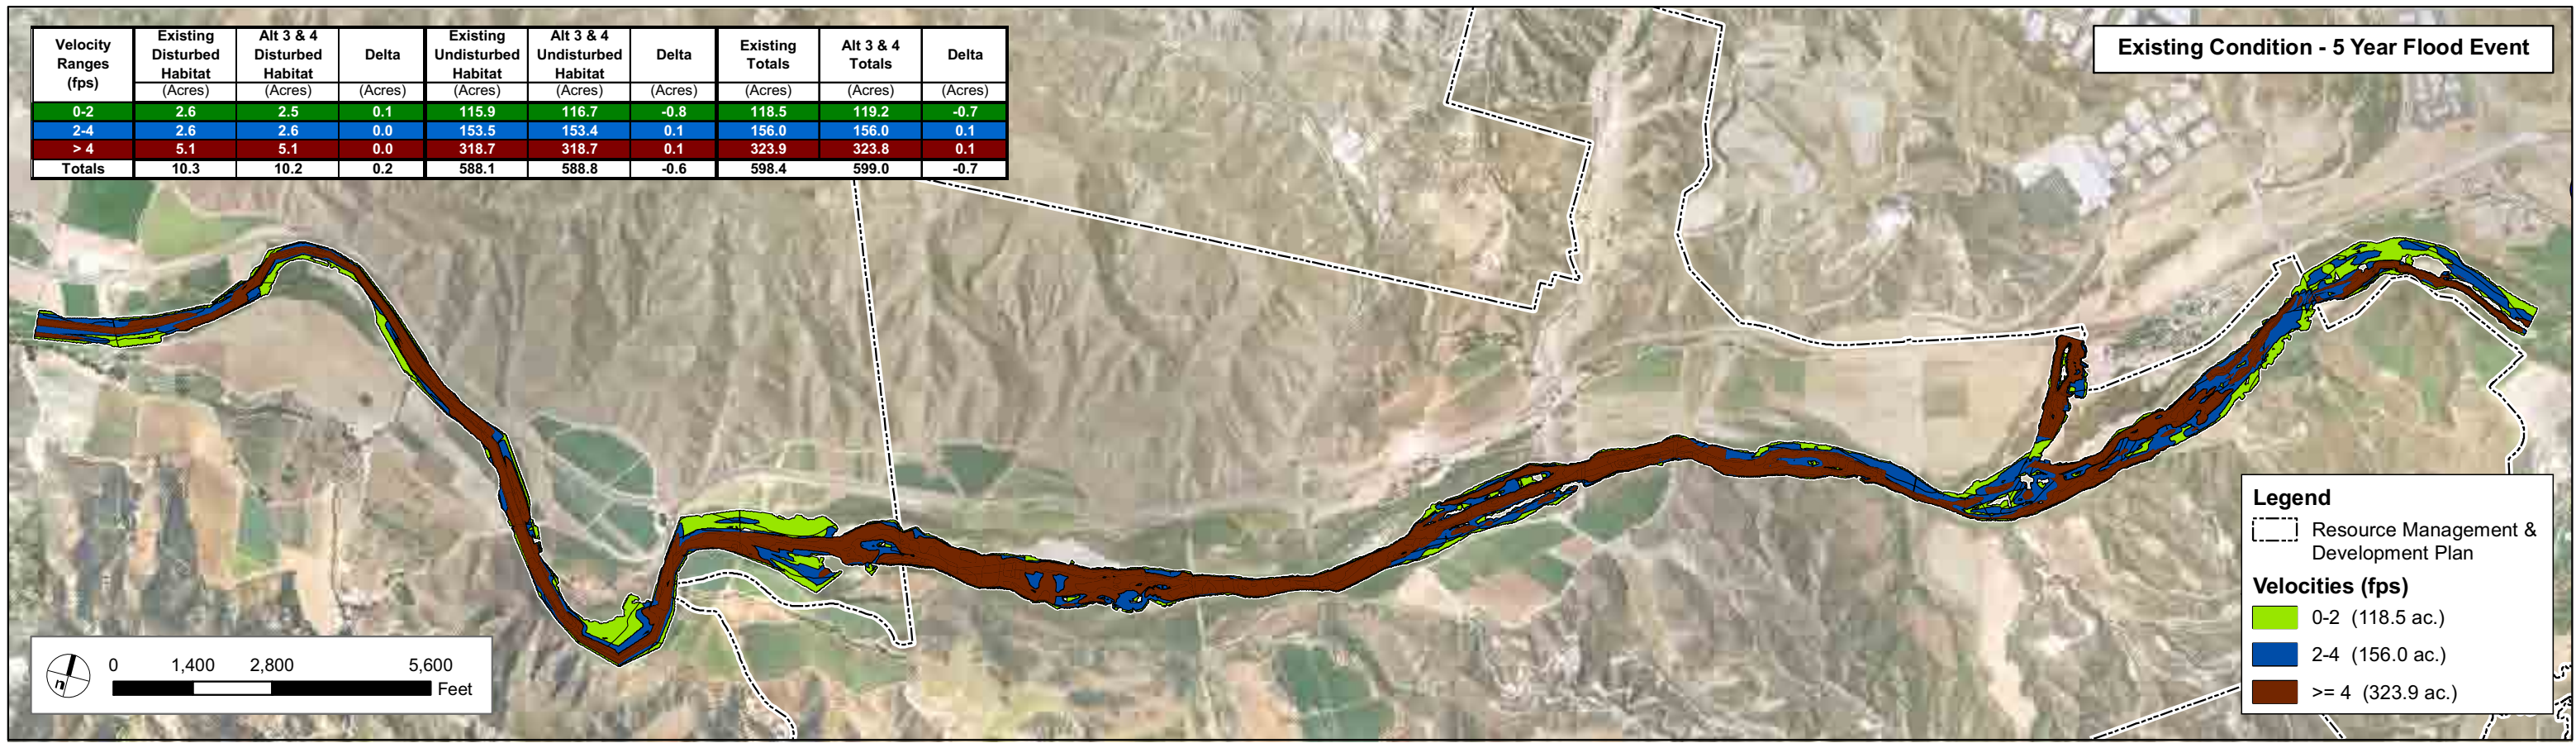 Velocity Ranges (fps) | Existing Disturbed Habitat (Acres) | Alt 3 & 4 Disturbed Habitat (Acres) | Delta (Acres) | Existing Undisturbed Habitat (Acres) | Alt 3 & 4 Undisturbed Habitat (Acres) | Delta (Acres) | Existing Totals (Acres) | Alt 3 & 4 Totals (Acres) | Delta (Acres)
0-2 2.6 2.5 0.1 115.9 116.7 -0.8 118.5 119.2 -0.7
2-4 2.6 2.6 0.0 153.5 153.4 0.1 156.0 156.0 0.1
> 4 5.1 5.1 0.0 318.7 318.7 0.1 323.9 323.8 0.1
Totals 10.3 10.2 0.2 588.1 588.8 -0.6 598.4 599.0 -0.7
Existing Condition - 5 Year Flood Event
Legend
Resource Management &
Development Plan
Velocities (fps)
0-2 (118.5 ac.)
2-4 (156.0 ac.)
>= 4 (323.9 ac.)
n
0 1,400 2,800 5,600
Feet